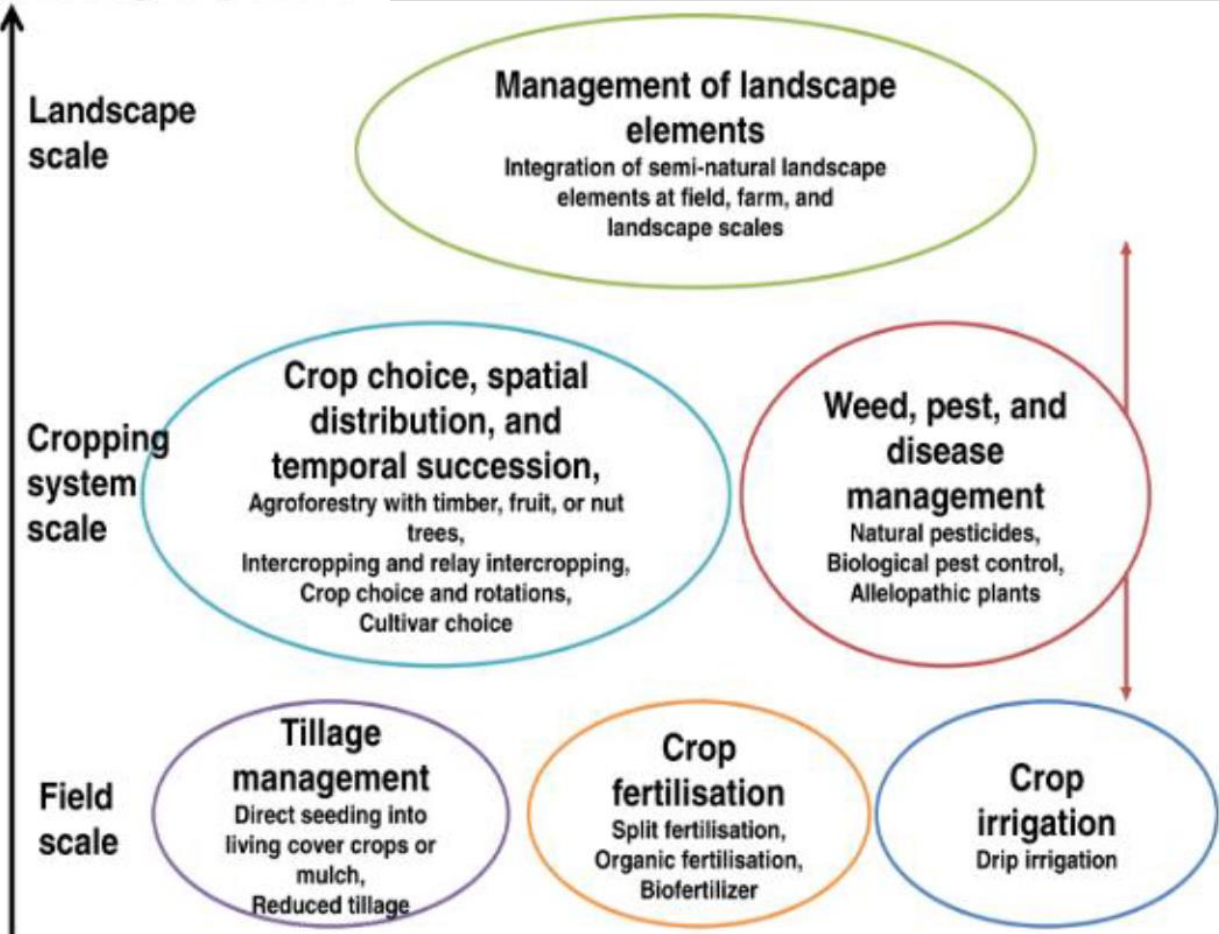 Landscape
scale
Management of landscape
elements
Integration of semi-natural landscape
elements at field, farm, and
landscape scales
Cropping
system
scale
Crop choice, spatial
distribution, and
temporal succession,
Agroforestry with timber, fruit, or nut
trees,
Intercropping and relay intercropping,
Crop choice and rotations,
Cultivar choice
Weed, pest, and
disease
management
Natural pesticides,
Biological pest control,
Allelopathic plants
Field
scale
Tillage
management
Direct seeding into
living cover crops or
mulch,
Reduced tillage
Crop
fertilisation
Split fertilisation,
Organic fertilisation,
Biofertilizer
Crop
irrigation
Drip irrigation